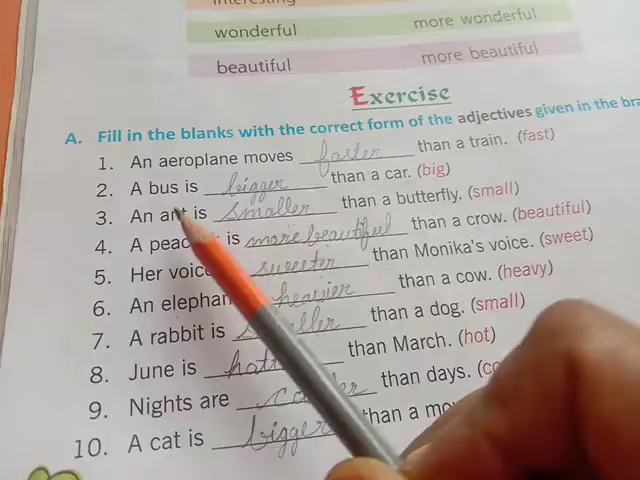 interesting
wonderful more wonderful
beautiful more beautiful
Exercise
A. Fill in the blanks with the correct form of the adjectives given in the
1. An aeroplane moves faster than a train. (fast)
2. A bus is bigger than a car. (big)
3. An ant is smaller than a butterfly. (small)
4. A is more beautiful than a crow. (beautiful)
5. Her sweeter than Monika's voice. (sweet)
6. An heavier than a cow. (heavy)
7. A rabbit is than a dog. (small)
8. June is than March. (hot)
9. Nights are than days.
10. A cat is bigger than a